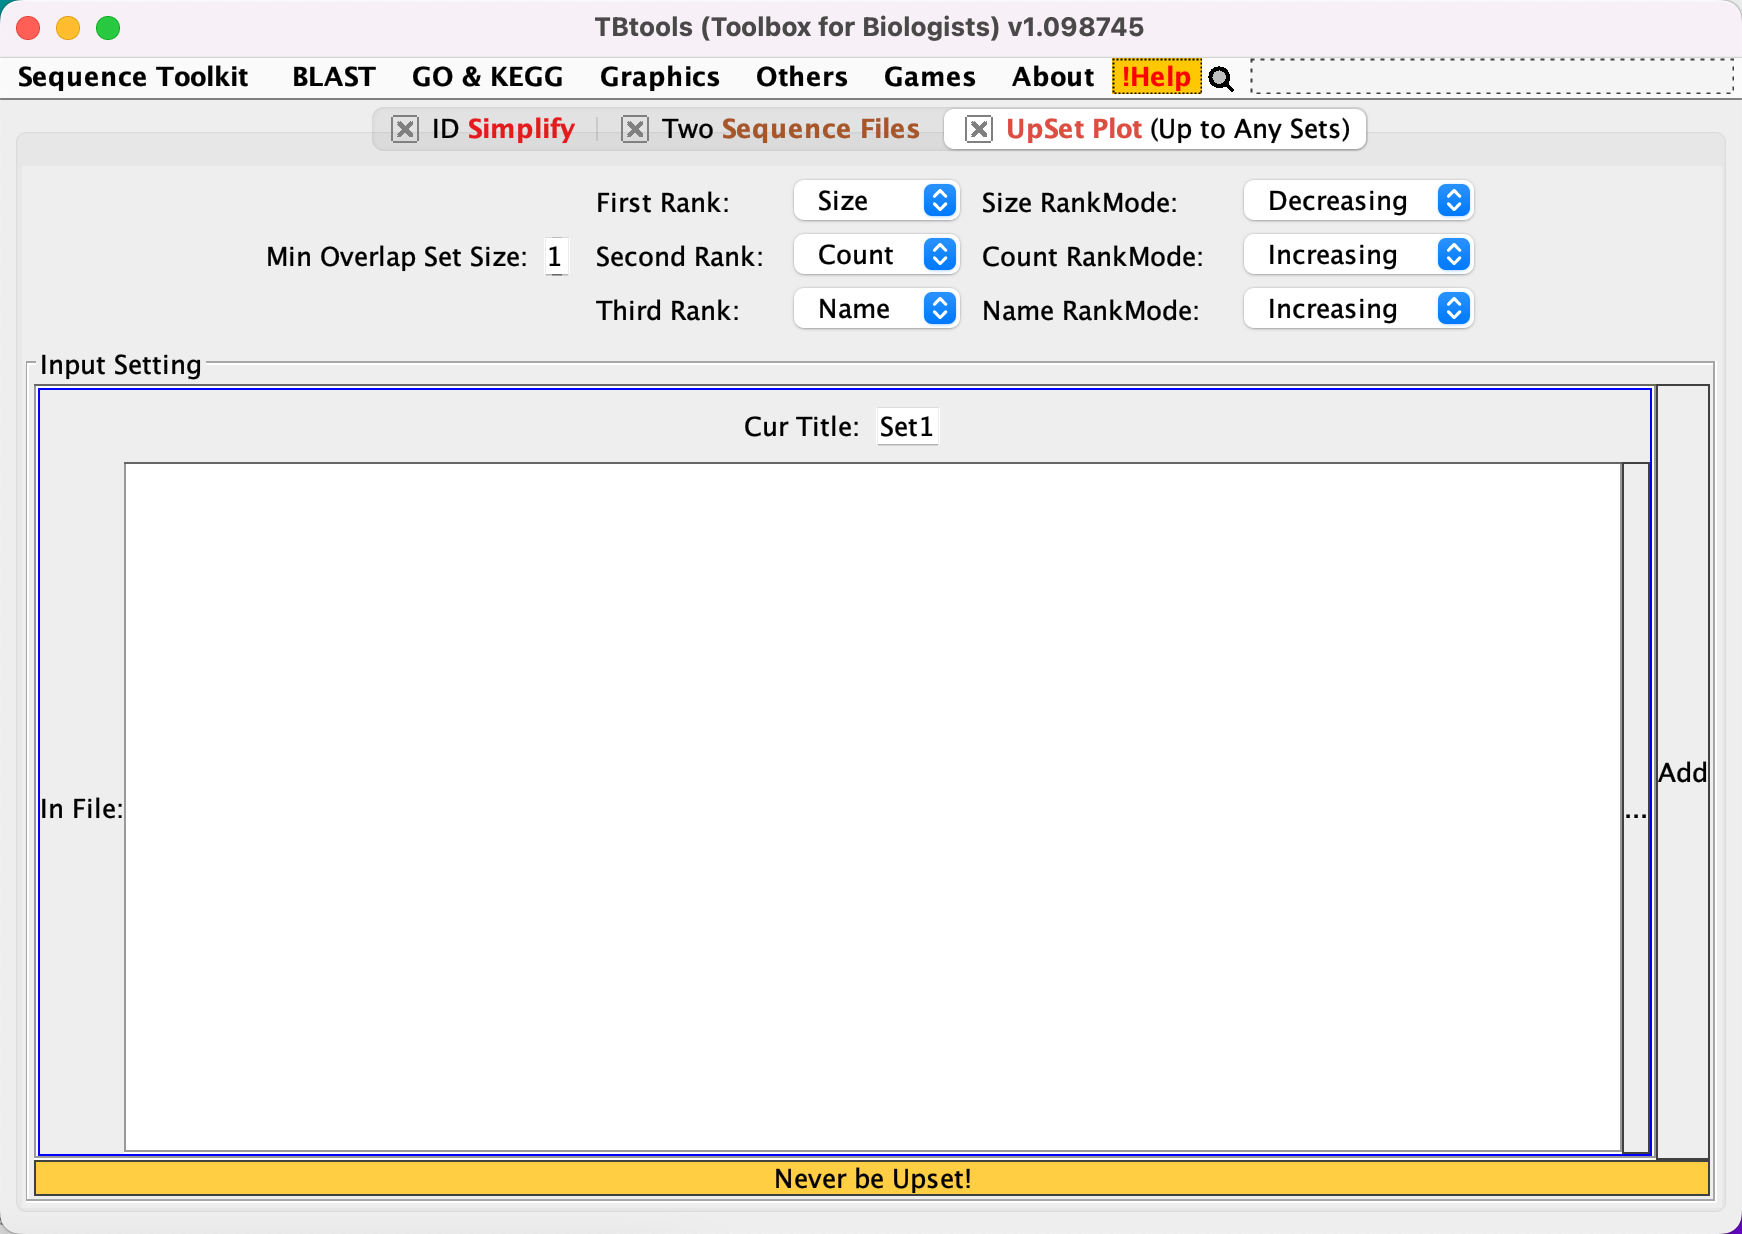 TBtools (Toolbox for Biologists) v1.098745
Sequence Toolkit BLAST GO & KEGG Graphics Others Games About !Help
ID Simplify Two Sequence Files UpSet Plot (Up to Any Sets)
First Rank: Size Size RankMode: Decreasing
Min Overlap Set Size: 1 Second Rank: Count Count RankMode: Increasing
Third Rank: Name Name RankMode: Increasing
Input Setting
Cur Title: Set1
In File: ... Add
Never be Upset!